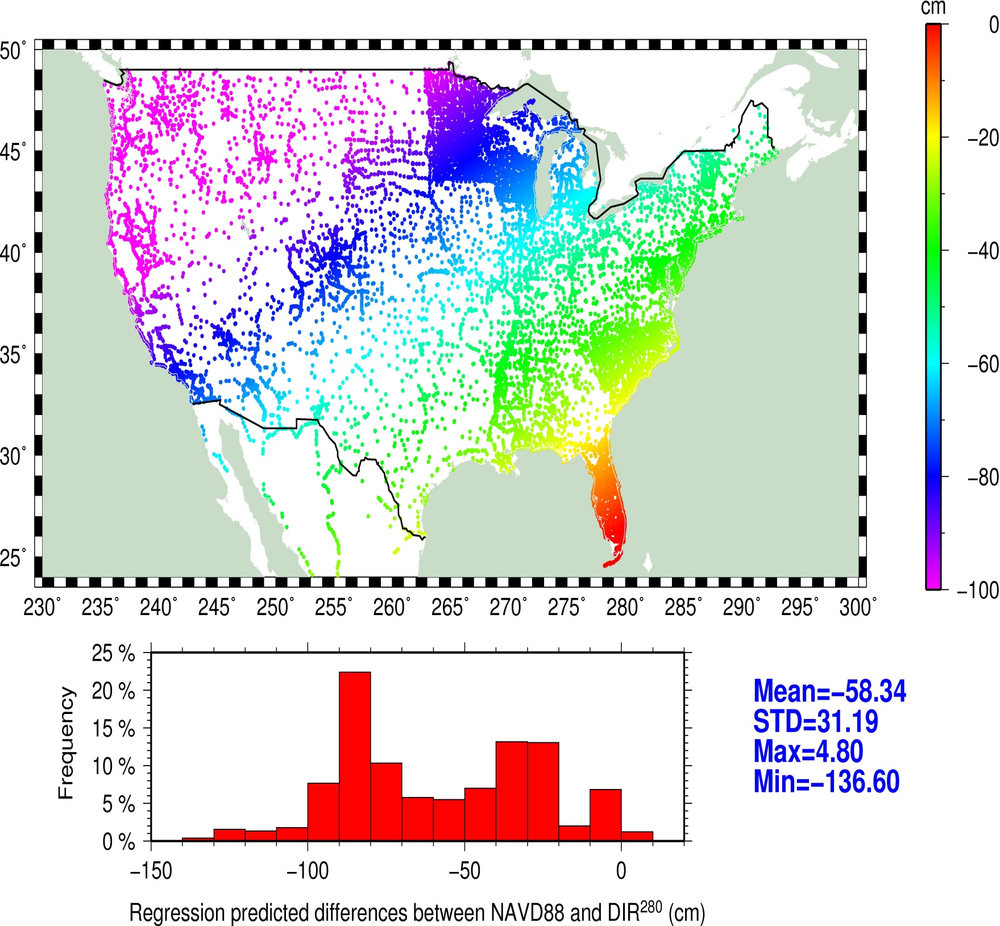 cm
0
−20
−40
−60
−80
−100
50°
45°
40°
35°
30°
25°
230° 235° 240° 245° 250° 255° 260° 265° 270° 275° 280° 285° 290° 295° 300°
25 %
20 %
15 %
10 %
5 %
0 %
Frequency
−150 −100 −50 0
Regression predicted differences between NAVD88 and DIR²⁸⁰ (cm)
Mean=−58.34
STD=31.19
Max=4.80
Min=−136.60